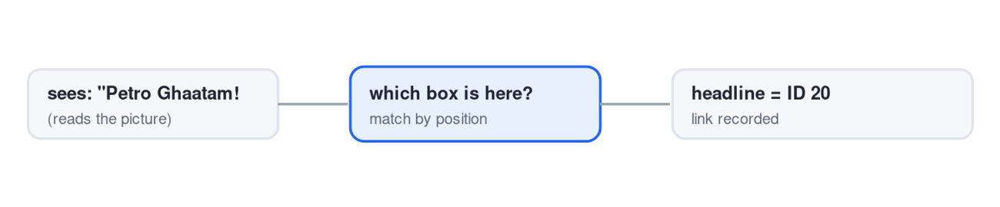 sees: "Petro Ghaatam!
(reads the picture)
which box is here?
match by position
headline = ID 20
link recorded